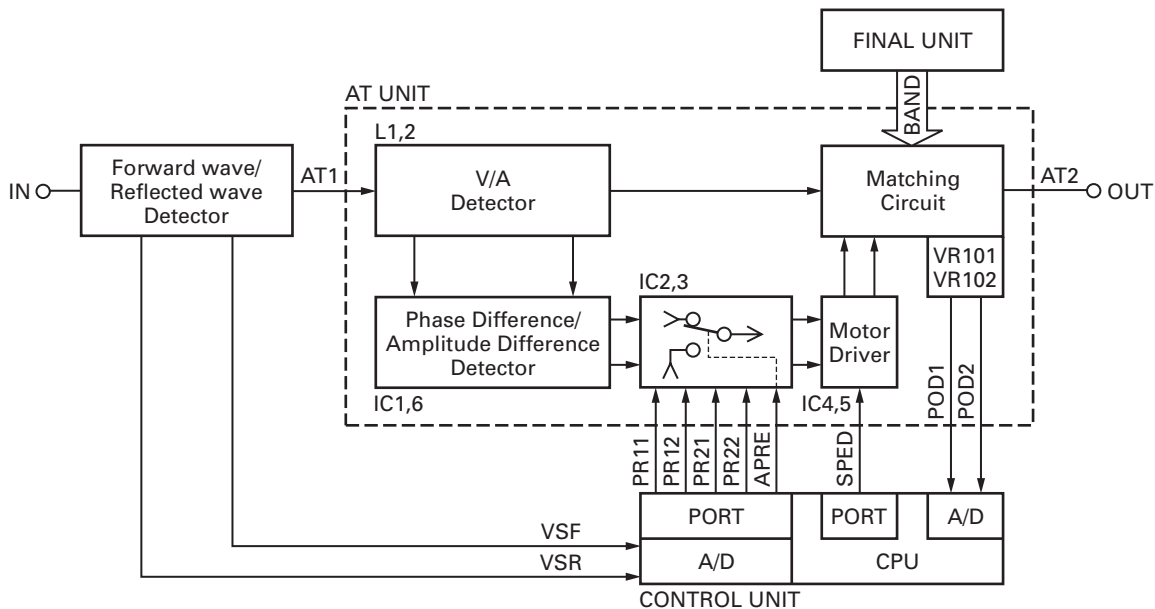 FINAL UNIT
BAND
AT UNIT
L1,2
IN
Forward wave/
Reflected wave
Detector
AT1
V/A
Detector
Matching
Circuit
AT2
OUT
VR101
VR102
IC2,3
Phase Difference/
Amplitude Difference
Detector
Motor
Driver
IC1,6
IC4,5
POD1
POD2
PR11
PR12
PR21
PR22
APRE
SPED
PORT
PORT
A/D
VSF
VSR
A/D
CPU
CONTROL UNIT